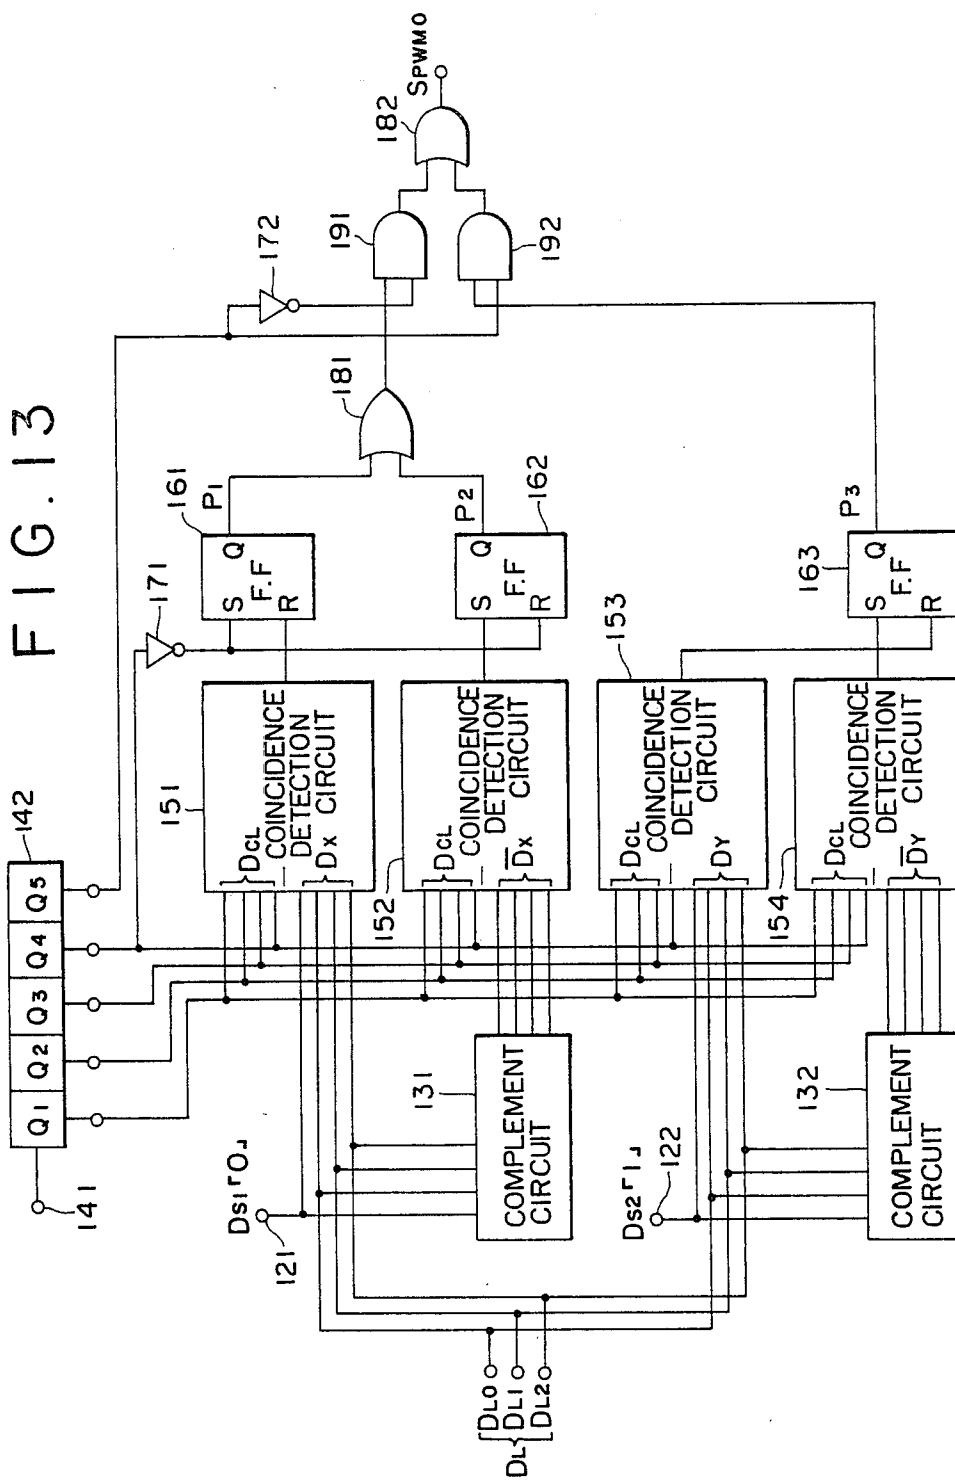 FIG.13
142
Q1 Q2 Q3 Q4 Q5
141
171
172
161
P1
S Q
F.F
R
181
191
182
SPWMO
192
151
DCL
COINCIDENCE
DETECTION
CIRCUIT
DX
152
DCL
COINCIDENCE
DETECTION
CIRCUIT
D̅X
P2
162
S Q
F.F
R
DS1「0」
121
131
COMPLEMENT
CIRCUIT
153
DCL
COINCIDENCE
DETECTION
CIRCUIT
DY
DL
DL0
DL1
DL2
DS2「1」
122
132
COMPLEMENT
CIRCUIT
154
DCL
COINCIDENCE
DETECTION
CIRCUIT
D̅Y
163
P3
S Q
F.F
R